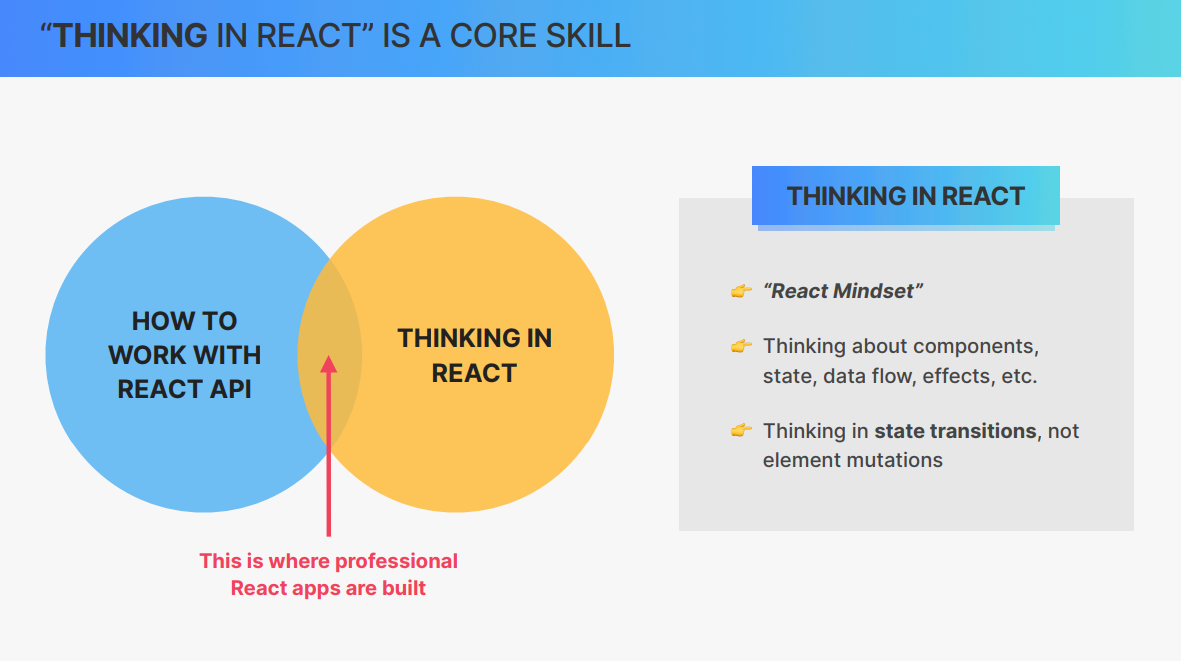 “THINKING IN REACT” IS A CORE SKILL
HOW TO
WORK WITH
REACT API
THINKING IN
REACT
This is where professional
React apps are built
THINKING IN REACT
👉 “React Mindset”
👉 Thinking about components,
state, data flow, effects, etc.
👉 Thinking in state transitions, not
element mutations